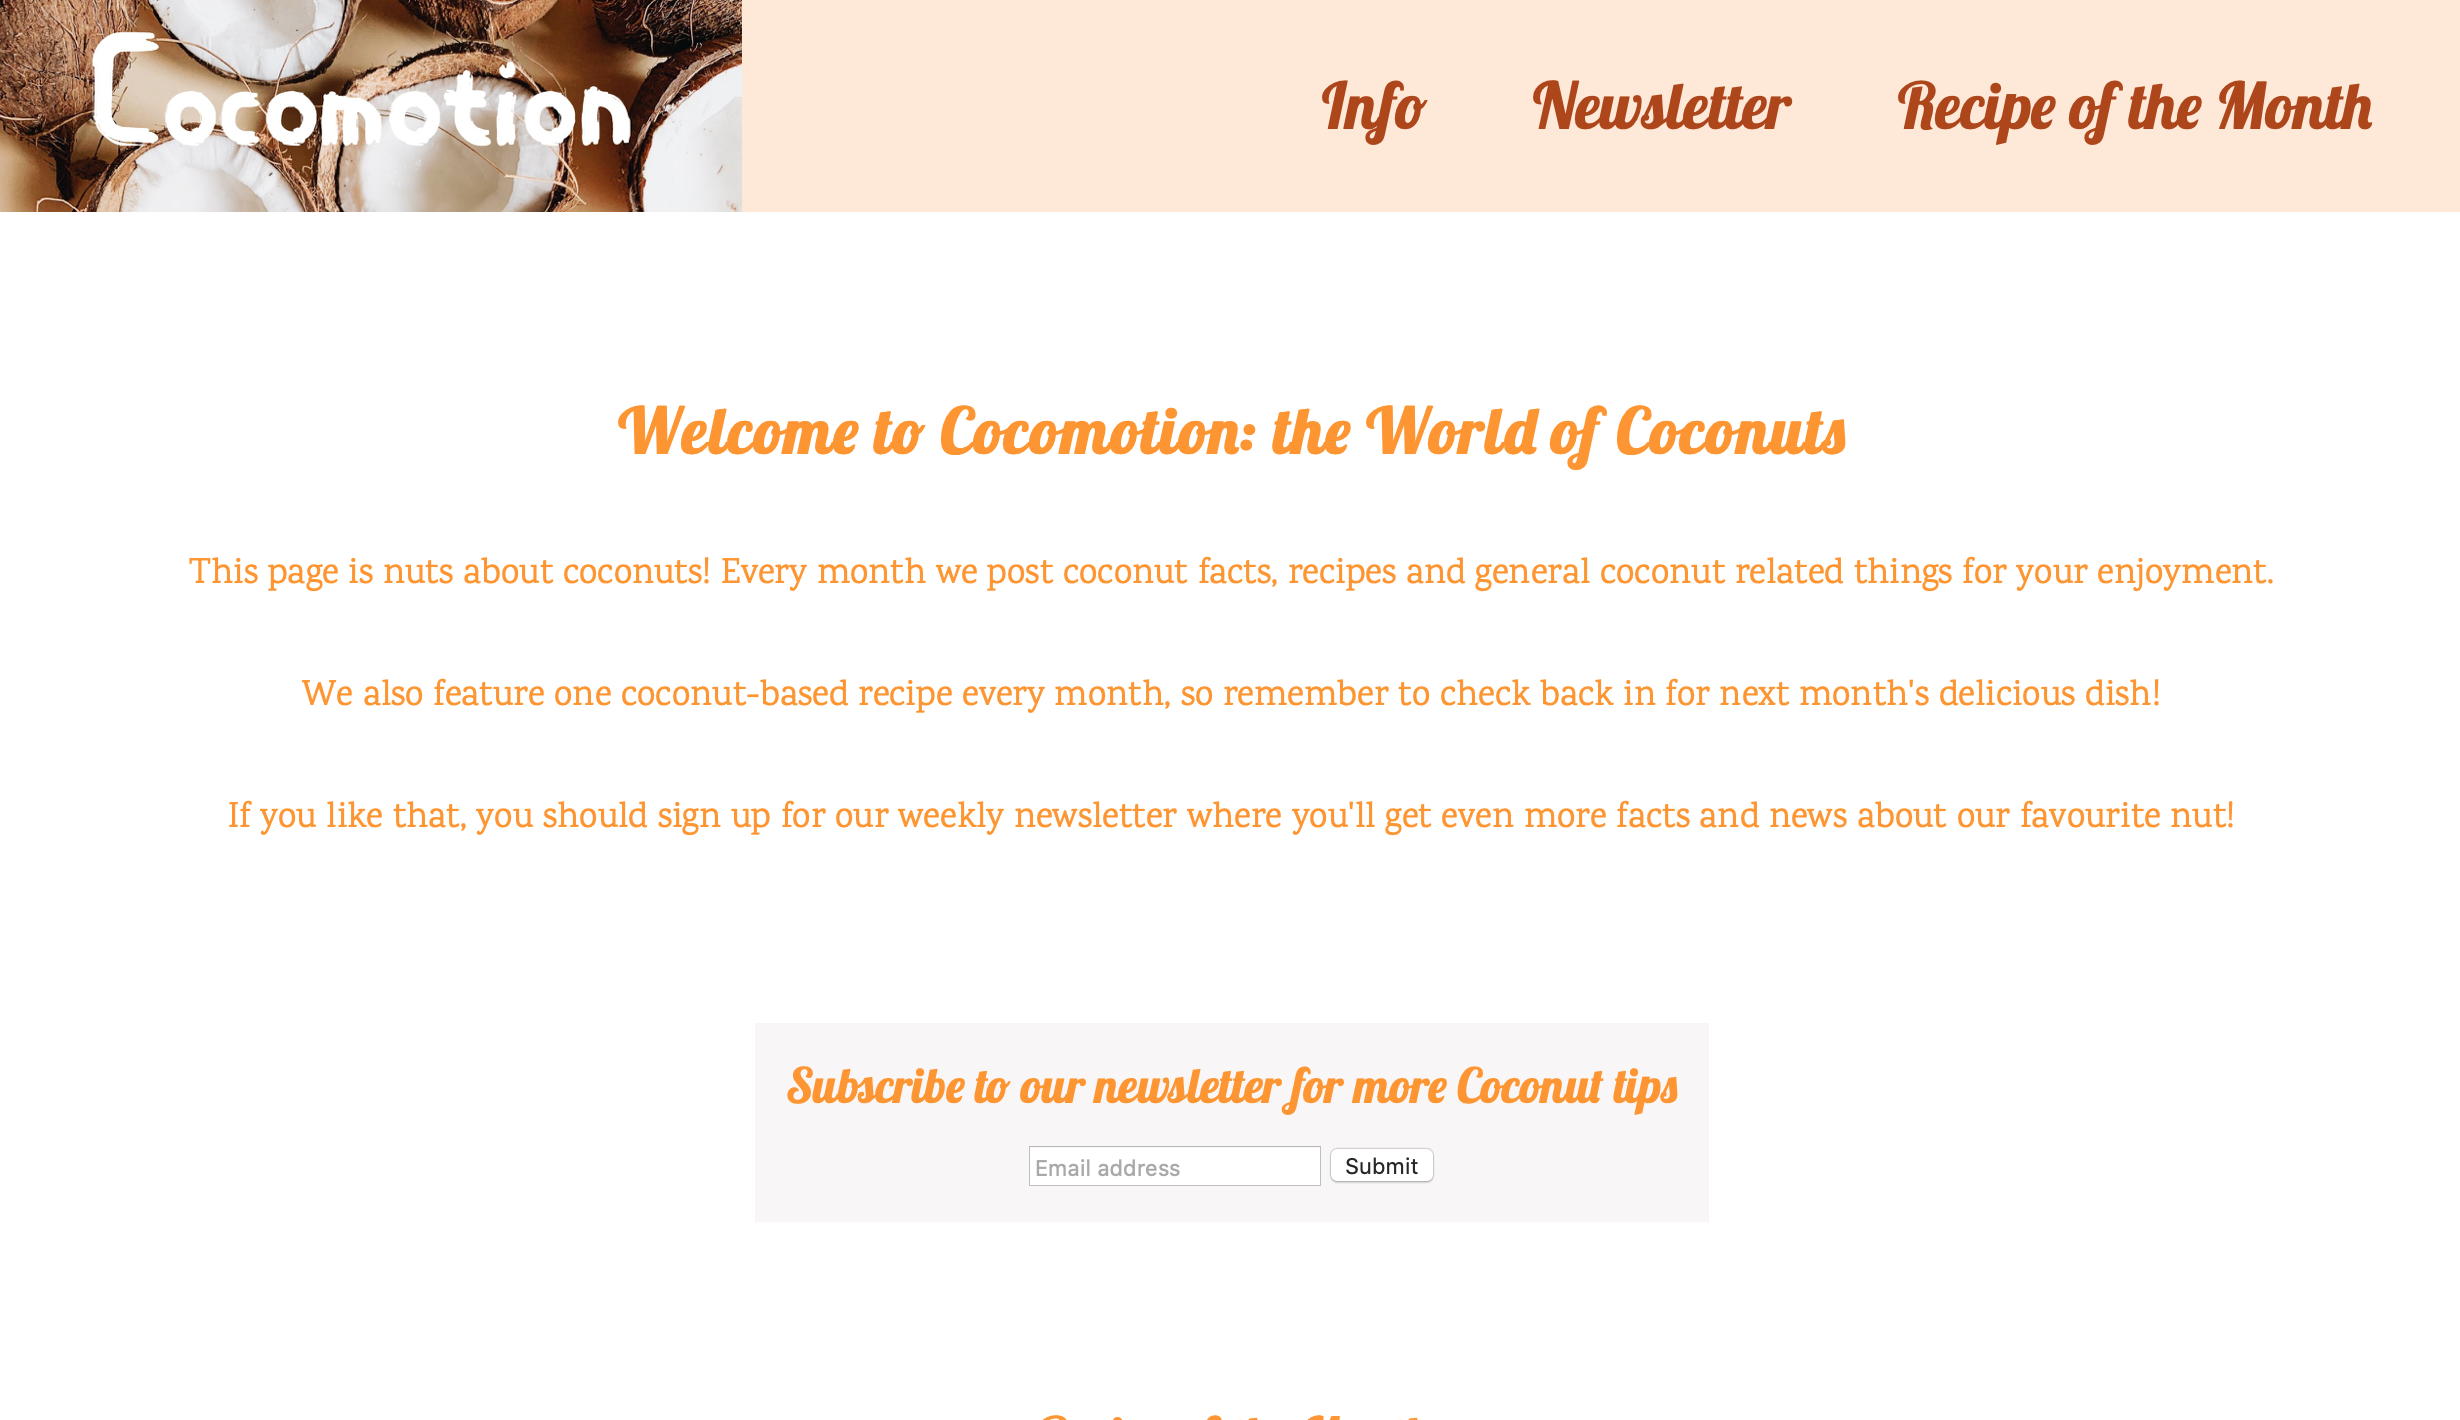 Cocomotion
Info Newsletter Recipe of the Month
Welcome to Cocomotion: the World of Coconuts
This page is nuts about coconuts! Every month we post coconut facts, recipes and general coconut related things for your enjoyment.
We also feature one coconut-based recipe every month, so remember to check back in for next month's delicious dish!
If you like that, you should sign up for our weekly newsletter where you'll get even more facts and news about our favourite nut!
Subscribe to our newsletter for more Coconut tips
Email address Submit